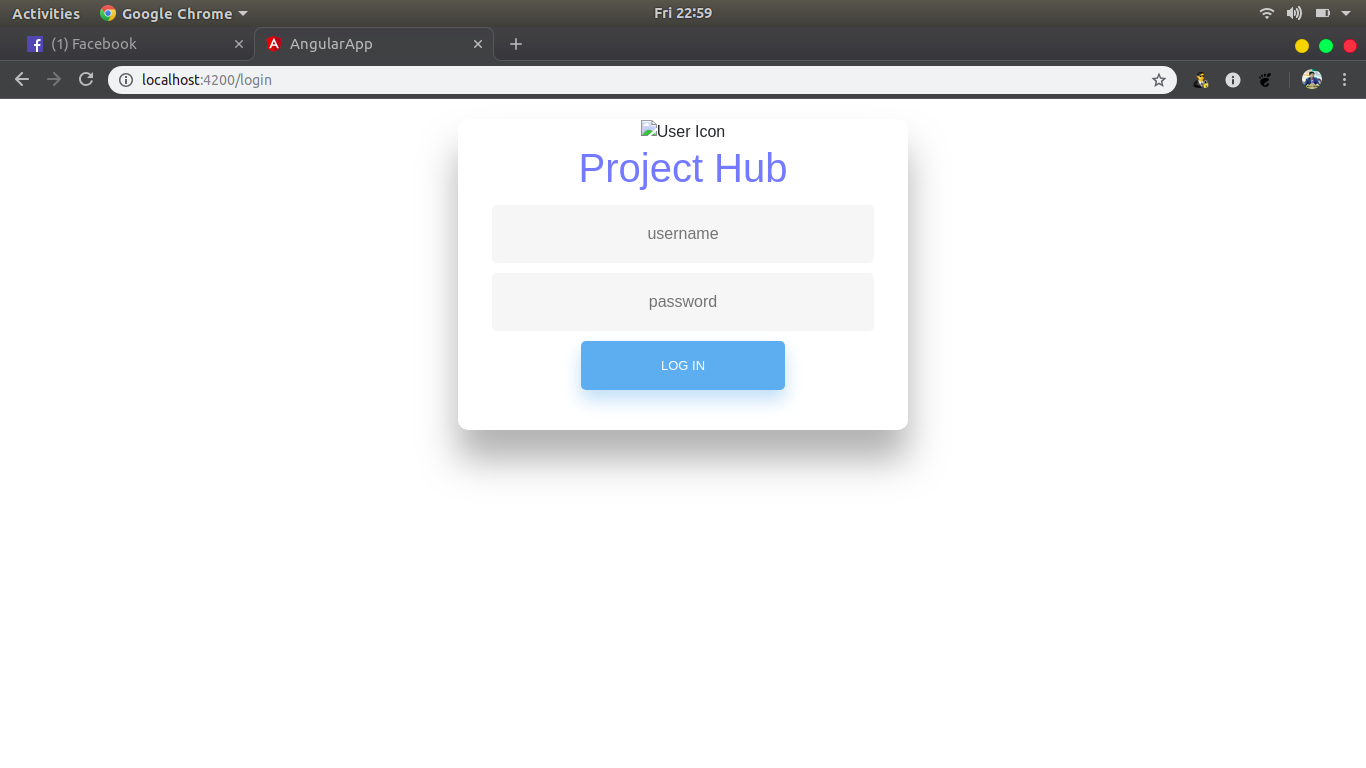 Activities Google Chrome Fri 22:59
(1) Facebook AngularApp
localhost:4200/login
User Icon
Project Hub
username
password
LOG IN